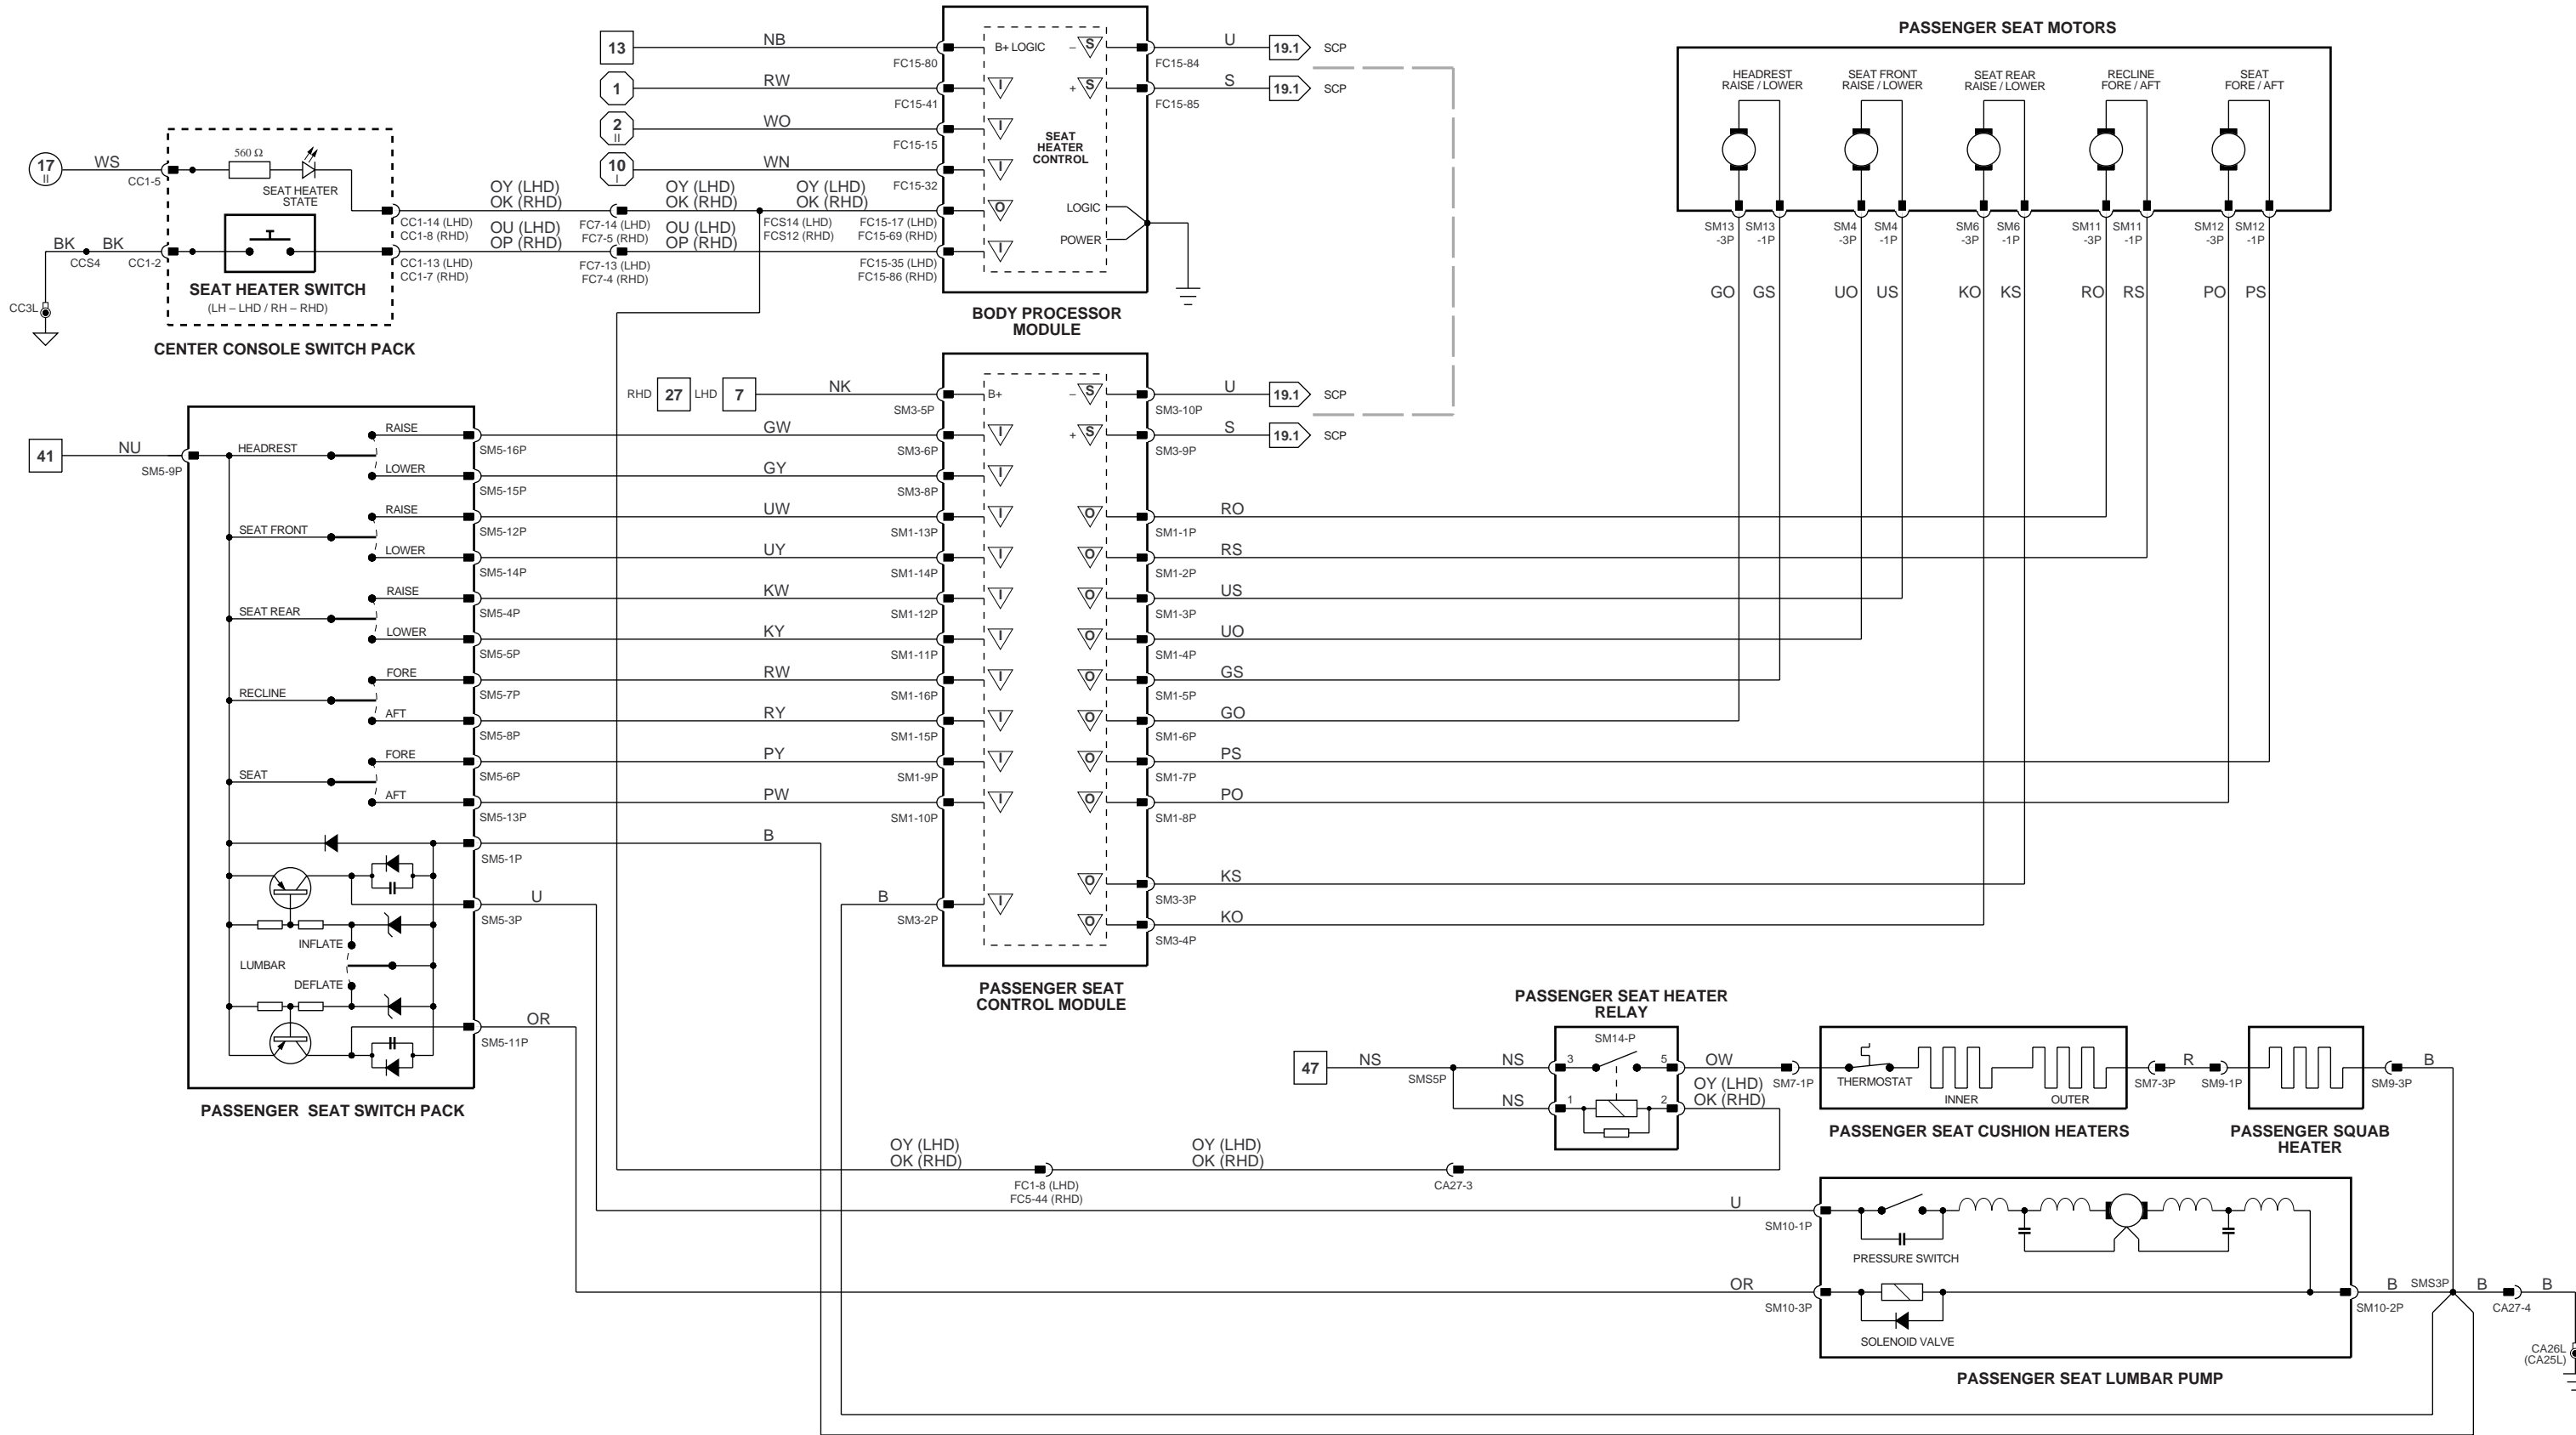 PASSENGER SEAT MOTORS
HEADREST
RAISE / LOWER
SEAT FRONT
RAISE / LOWER
SEAT REAR
RAISE / LOWER
RECLINE
FORE / AFT
SEAT
FORE / AFT
SM13
-3P
SM13
-1P
SM4
-3P
SM4
-1P
SM6
-3P
SM6
-1P
SM11
-3P
SM11
-1P
SM12
-3P
SM12
-1P
GO GS UO US KO KS RO RS PO PS
13 NB FC15-80 B+ LOGIC – S FC15-84 U 19.1 SCP
1 RW FC15-41 I + S FC15-85 S 19.1 SCP
2
II
WO FC15-15 I
SEAT
HEATER
CONTROL
10
I
WN FC15-32 I
17
II
WS CC1-5 560 Ω
SEAT HEATER
STATE
CC1-14 (LHD)
CC1-8 (RHD)
OY (LHD)
OK (RHD)
FC7-14 (LHD)
FC7-5 (RHD)
OY (LHD)
OK (RHD)
FCS14 (LHD)
FCS12 (RHD)
OY (LHD)
OK (RHD)
FC15-17 (LHD)
FC15-69 (RHD)
O
LOGIC
POWER
BK BK
CCS4 CC1-2
CC3L
CC1-13 (LHD)
CC1-7 (RHD)
OU (LHD)
OP (RHD)
FC7-13 (LHD)
FC7-4 (RHD)
OU (LHD)
OP (RHD)
FC15-35 (LHD)
FC15-86 (RHD)
I
SEAT HEATER SWITCH
(LH – LHD / RH – RHD)
CENTER CONSOLE SWITCH PACK
BODY PROCESSOR
MODULE
RHD 27 LHD 7 NK SM3-5P B+ – S SM3-10P U 19.1 SCP
41 NU SM5-9P
HEADREST
RAISE SM5-16P GW SM3-6P I + S SM3-9P S 19.1 SCP
LOWER SM5-15P GY SM3-8P I
SEAT FRONT
RAISE SM5-12P UW SM1-13P I O SM1-1P RO
LOWER SM5-14P UY SM1-14P I O SM1-2P RS
SEAT REAR
RAISE SM5-4P KW SM1-12P I O SM1-3P US
LOWER SM5-5P KY SM1-11P I O SM1-4P UO
RECLINE
FORE SM5-7P RW SM1-16P I O SM1-5P GS
AFT SM5-8P RY SM1-15P I O SM1-6P GO
SEAT
FORE SM5-6P PY SM1-9P I O SM1-7P PS
AFT SM5-13P PW SM1-10P I O SM1-8P PO
SM5-1P B
O SM3-3P KS
SM5-3P U
B SM3-2P I
O SM3-4P KO
INFLATE
LUMBAR
DEFLATE
SM5-11P OR
PASSENGER SEAT SWITCH PACK
PASSENGER SEAT
CONTROL MODULE
PASSENGER SEAT HEATER
RELAY
SM14-P
47 NS SMS5P NS 3 5 OW SM7-1P
THERMOSTAT
INNER OUTER
SM7-3P R SM9-1P SM9-3P B
NS 1 2
OY (LHD)
OK (RHD)
PASSENGER SEAT CUSHION HEATERS
PASSENGER SQUAB
HEATER
OY (LHD)
OK (RHD)
FC1-8 (LHD)
FC5-44 (RHD)
OY (LHD)
OK (RHD)
CA27-3
U SM10-1P
PRESSURE SWITCH
OR SM10-3P
SOLENOID VALVE
SM10-2P B SMS3P B CA27-4 B
CA26L
(CA25L)
PASSENGER SEAT LUMBAR PUMP